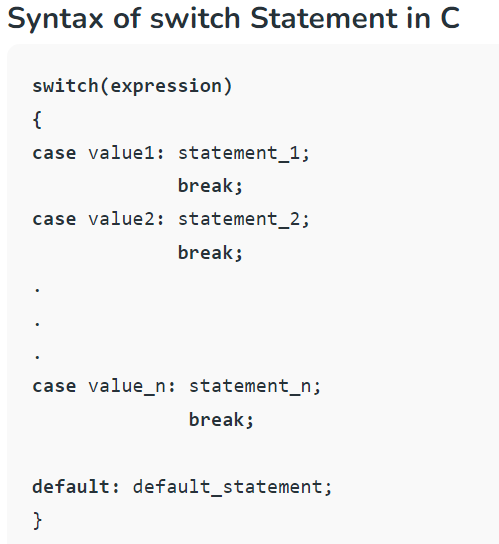 Syntax of switch Statement in C
switch(expression)
{
case value1: statement_1;
break;
case value2: statement_2;
break;
.
.
.
case value_n: statement_n;
break;
default: default_statement;
}